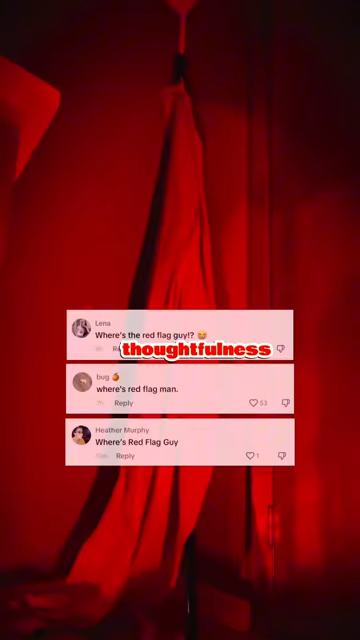 Lena
Where's the red flag guy!? 😆
thoughtfulness
bug
where's red flag man.
Reply
53
Heather Murphy
Where's Red Flag Guy
Reply
1